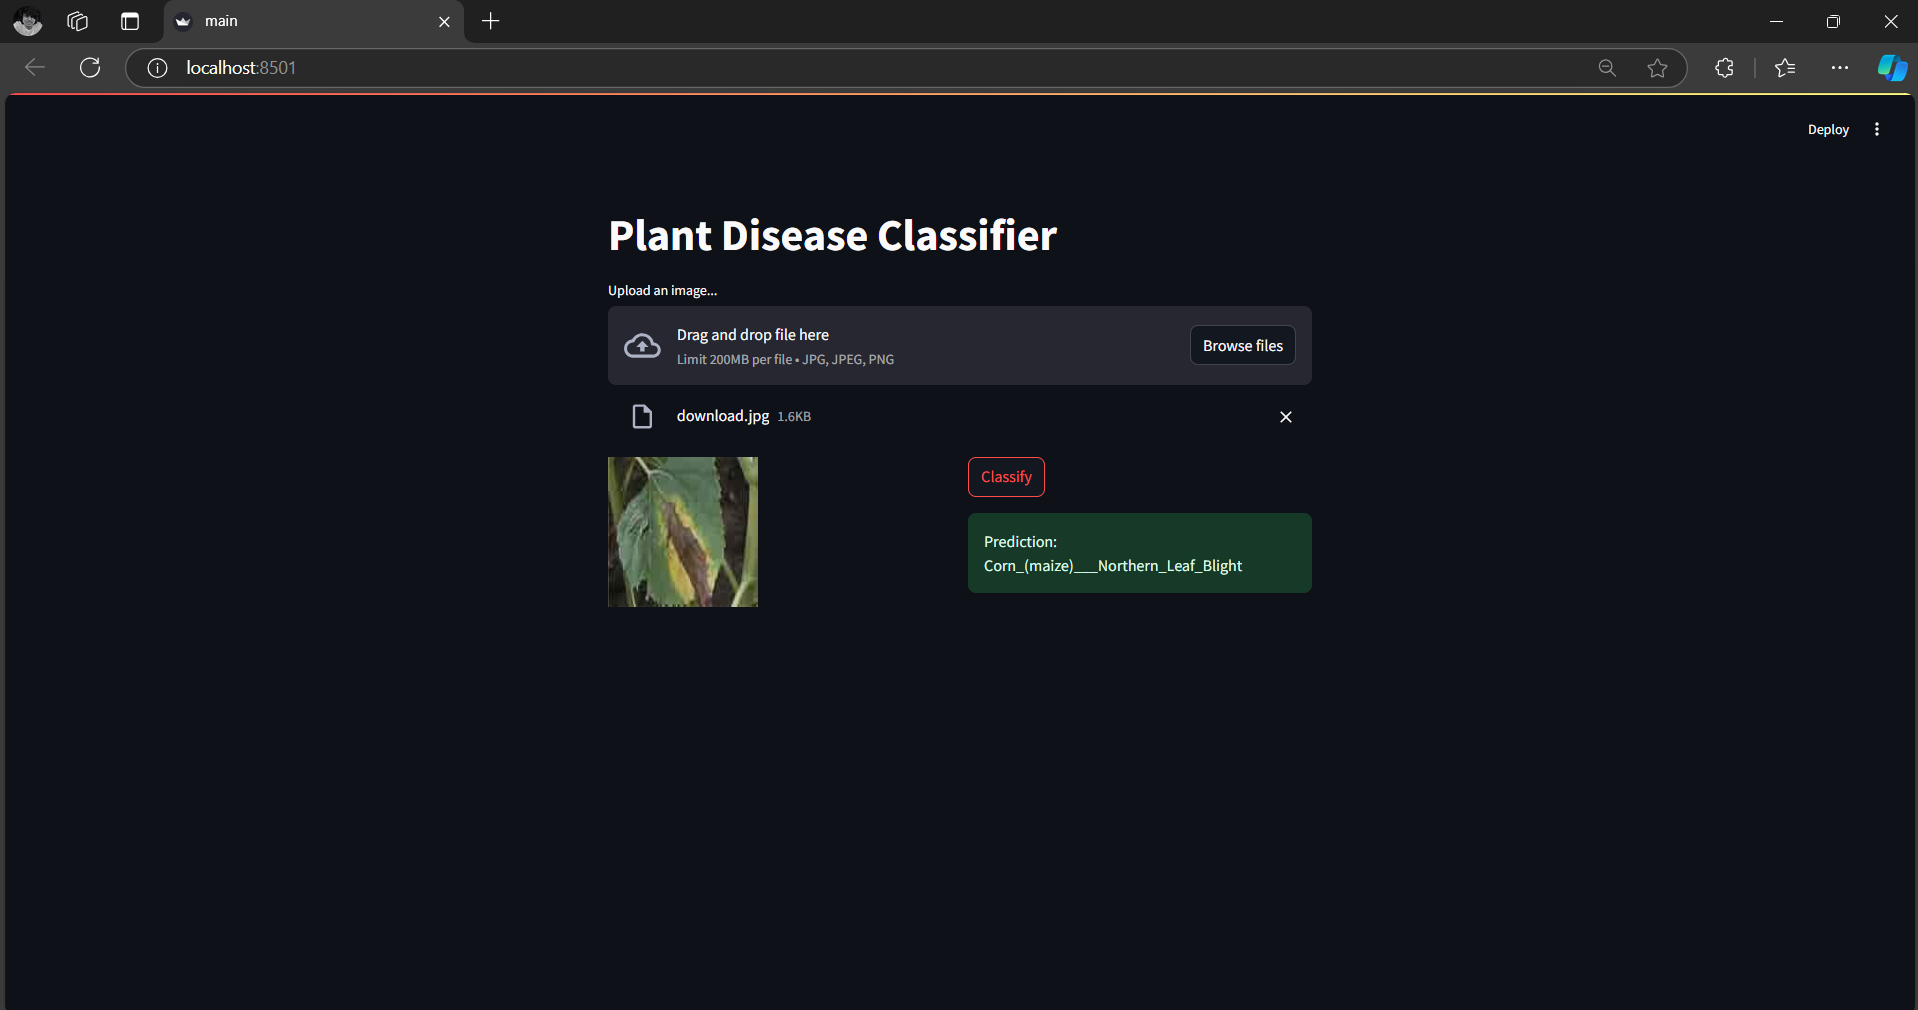 main
localhost:8501
Deploy
Plant Disease Classifier
Upload an image...
Drag and drop file here
Limit 200MB per file • JPG, JPEG, PNG
Browse files
download.jpg 1.6KB
Classify
Prediction:
Corn_(maize)___Northern_Leaf_Blight